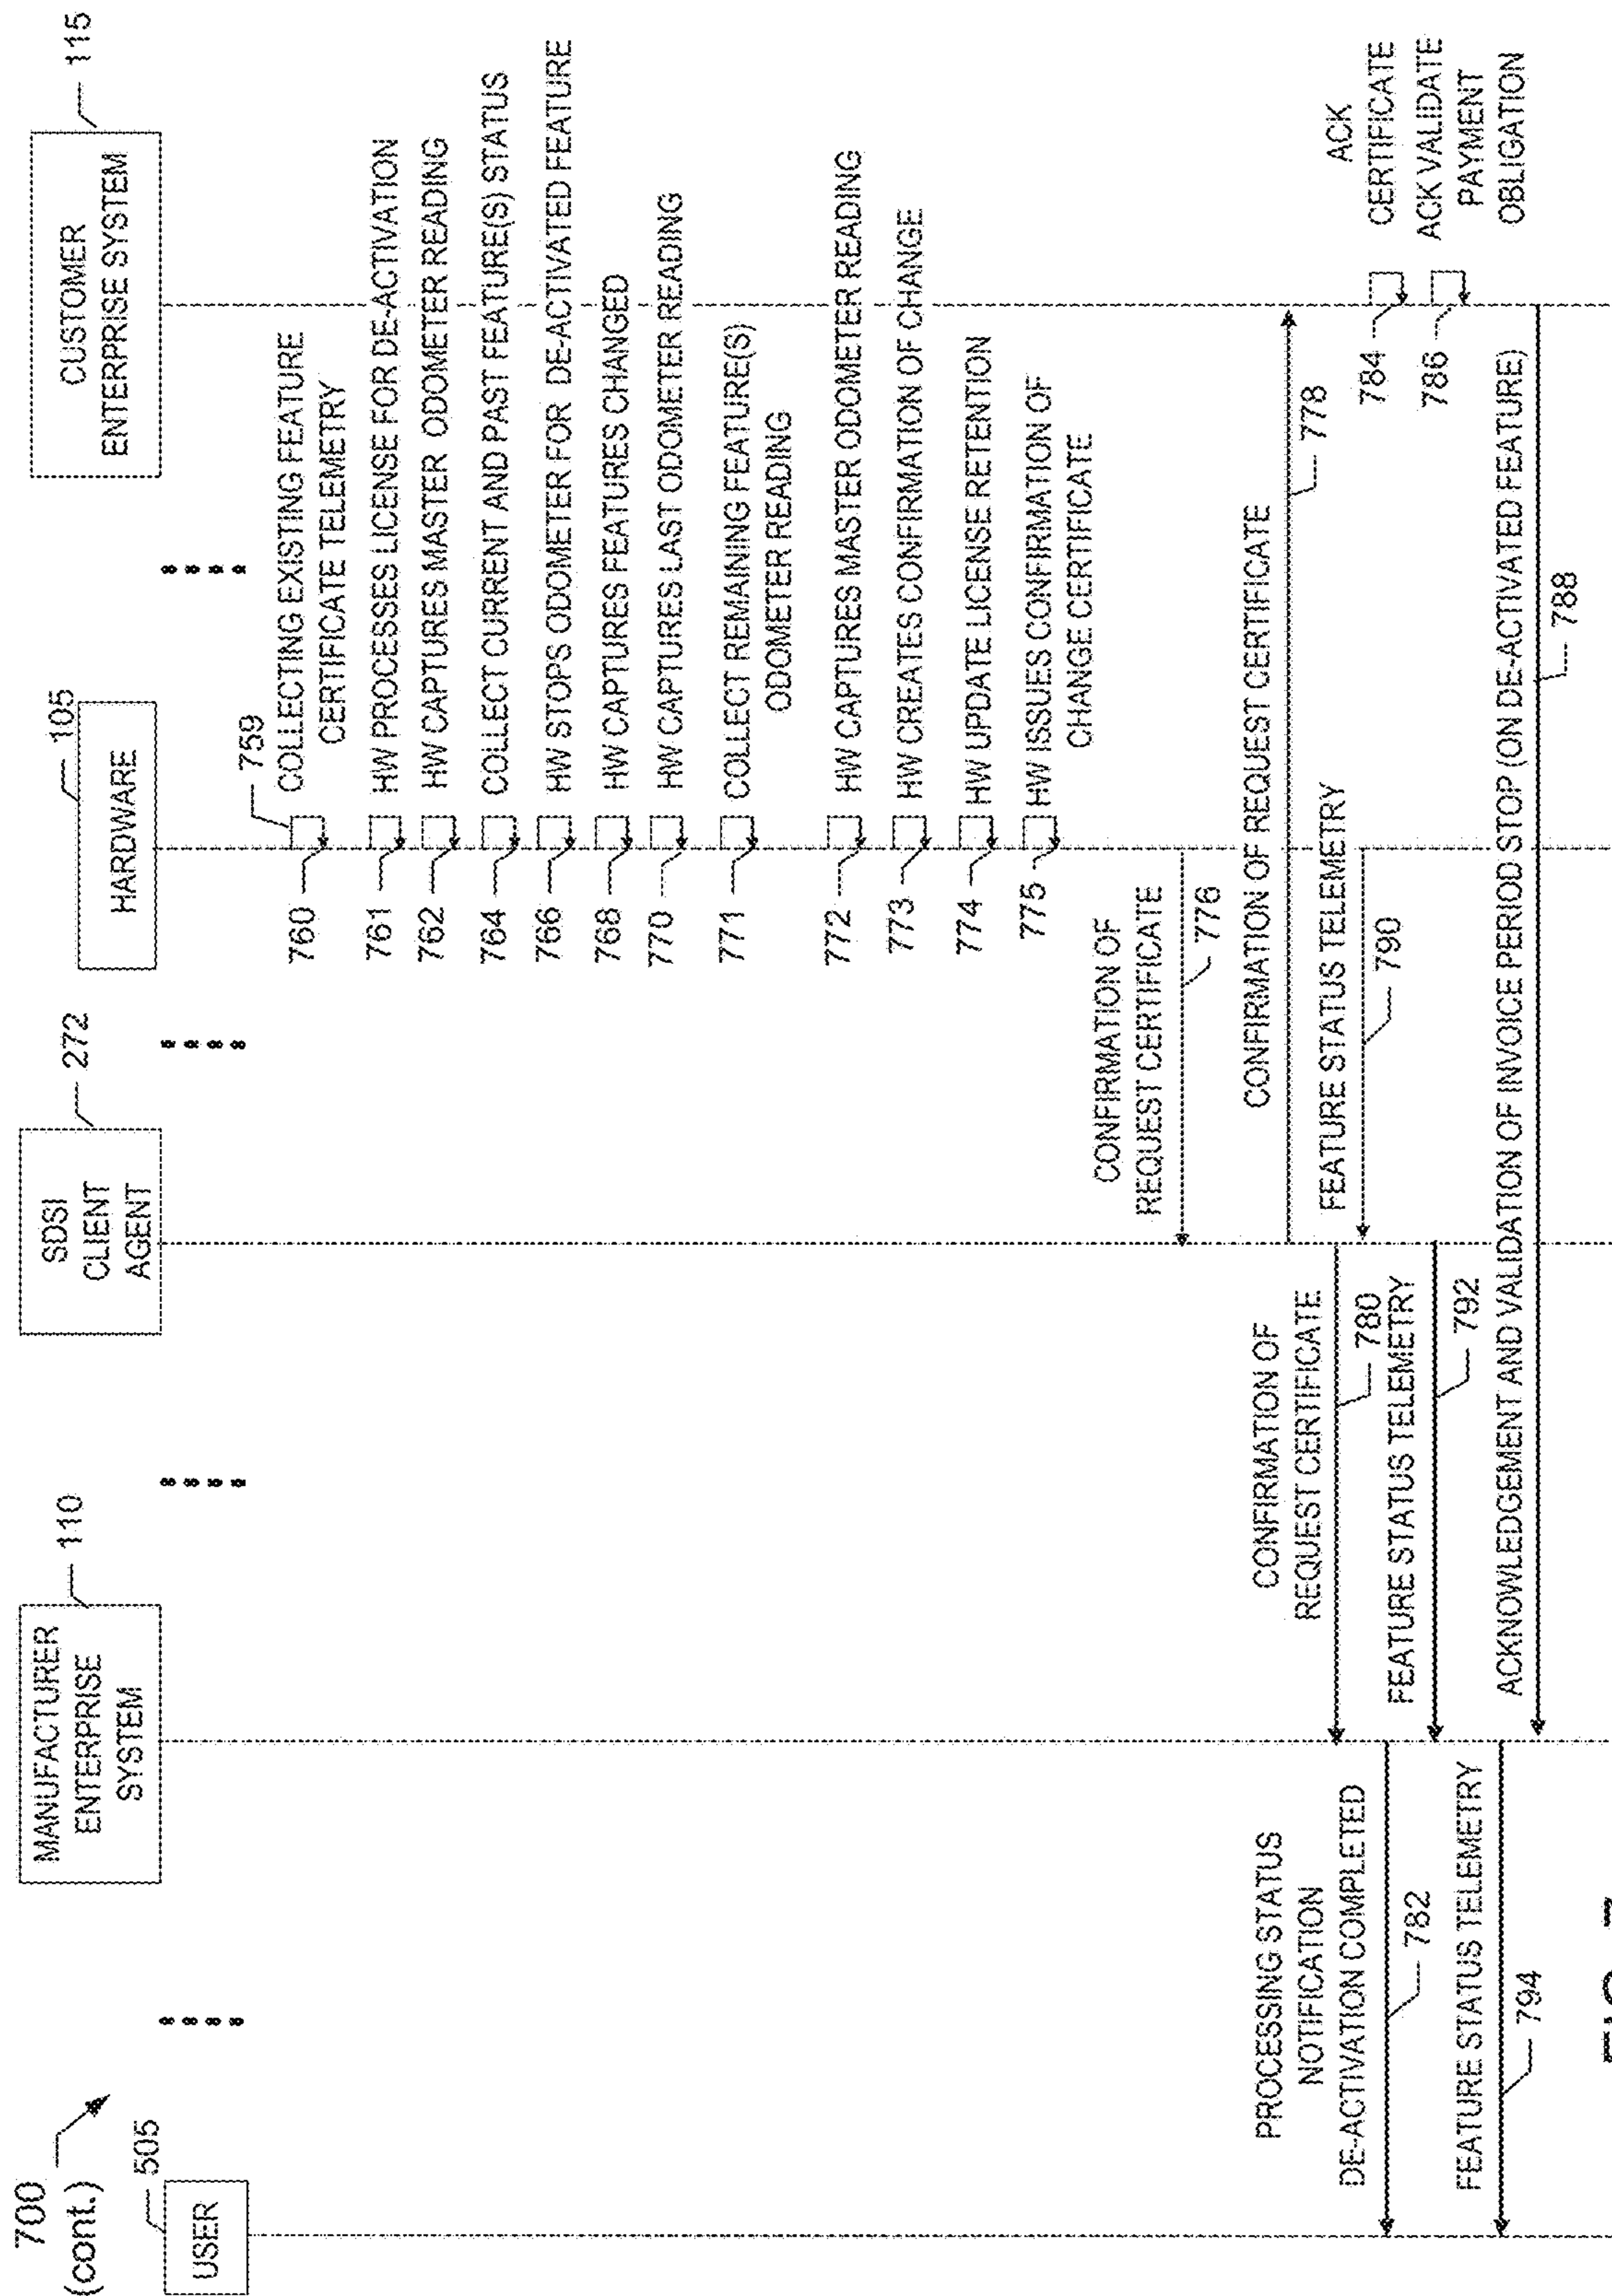 700
(cont.)
505
USER
MANUFACTURER
ENTERPRISE
SYSTEM
110
SDSI
CLIENT
AGENT
272
HARDWARE
105
CUSTOMER
ENTERPRISE SYSTEM
115
759
760
COLLECTING EXISTING FEATURE
CERTIFICATE TELEMETRY
761
HW PROCESSES LICENSE FOR DE-ACTIVATION
762
HW CAPTURES MASTER ODOMETER READING
764
COLLECT CURRENT AND PAST FEATURE(S) STATUS
766
HW STOPS ODOMETER FOR DE-ACTIVATED FEATURE
768
HW CAPTURES FEATURES CHANGED
770
HW CAPTURES LAST ODOMETER READING
771
COLLECT REMAINING FEATURE(S)
ODOMETER READING
772
HW CAPTURES MASTER ODOMETER READING
773
HW CREATES CONFIRMATION OF CHANGE
774
HW UPDATE LICENSE RETENTION
775
HW ISSUES CONFIRMATION OF
CHANGE CERTIFICATE
CONFIRMATION OF
REQUEST CERTIFICATE
776
CONFIRMATION OF REQUEST CERTIFICATE
778
CONFIRMATION OF
REQUEST CERTIFICATE
780
PROCESSING STATUS
NOTIFICATION
DE-ACTIVATION COMPLETED
782
784
ACK
CERTIFICATE
786
ACK VALIDATE
PAYMENT
OBLIGATION
FEATURE STATUS TELEMETRY
790
FEATURE STATUS TELEMETRY
792
FEATURE STATUS TELEMETRY
794
ACKNOWLEDGEMENT AND VALIDATION OF INVOICE PERIOD STOP (ON DE-ACTIVATED FEATURE)
788